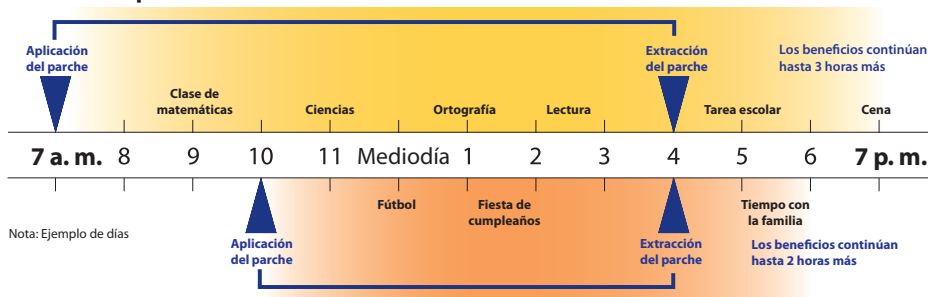 Aplicación
del parche
Extracción
del parche
Los beneficios continúan
hasta 3 horas más
Clase de
matemáticas
Ciencias
Ortografía
Lectura
Tarea escolar
Cena
7 a. m. 8 9 10 11 Mediodía 1 2 3 4 5 6 7 p. m.
Fútbol
Fiesta de
cumpleaños
Tiempo con
la familia
Nota: Ejemplo de días
Aplicación
del parche
Extracción
del parche
Los beneficios continúan
hasta 2 horas más